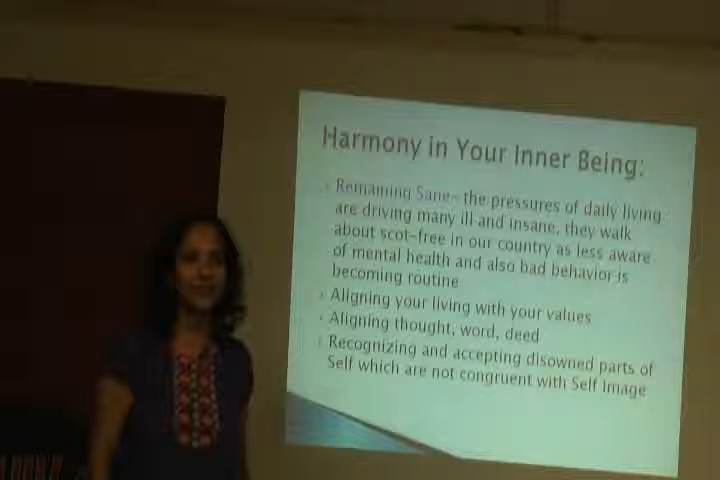 Harmony in Your Inner Being:
Remaining Sane- the pressures of daily living
are driving many ill and insane, they walk
about scot-free in our country as less aware
of mental health and also bad behavior is
becoming routine
Aligning your living with your values
Aligning thought, word, deed
Recognizing and accepting disowned parts of
Self which are not congruent with Self Image